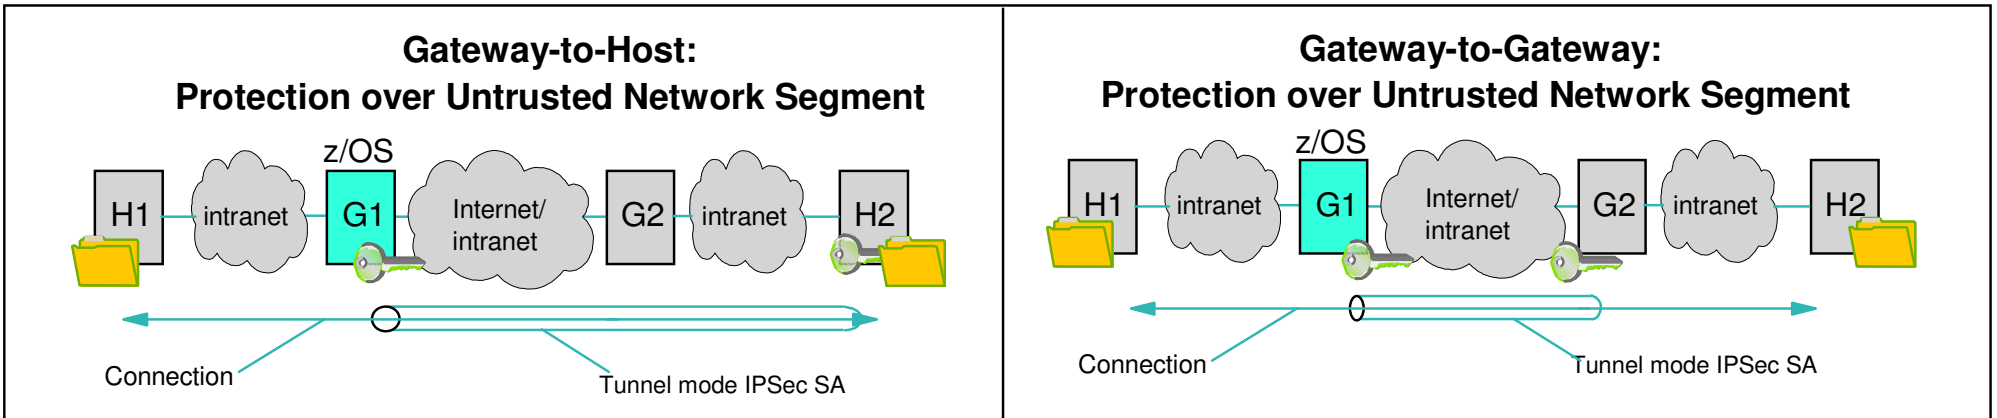 Gateway-to-Host:
Protection over Untrusted Network Segment
z/OS
H1
intranet
G1
Internet/
intranet
G2
intranet
H2
Connection
Tunnel mode IPSec SA
Gateway-to-Gateway:
Protection over Untrusted Network Segment
z/OS
H1
intranet
G1
Internet/
intranet
G2
intranet
H2
Connection
Tunnel mode IPSec SA